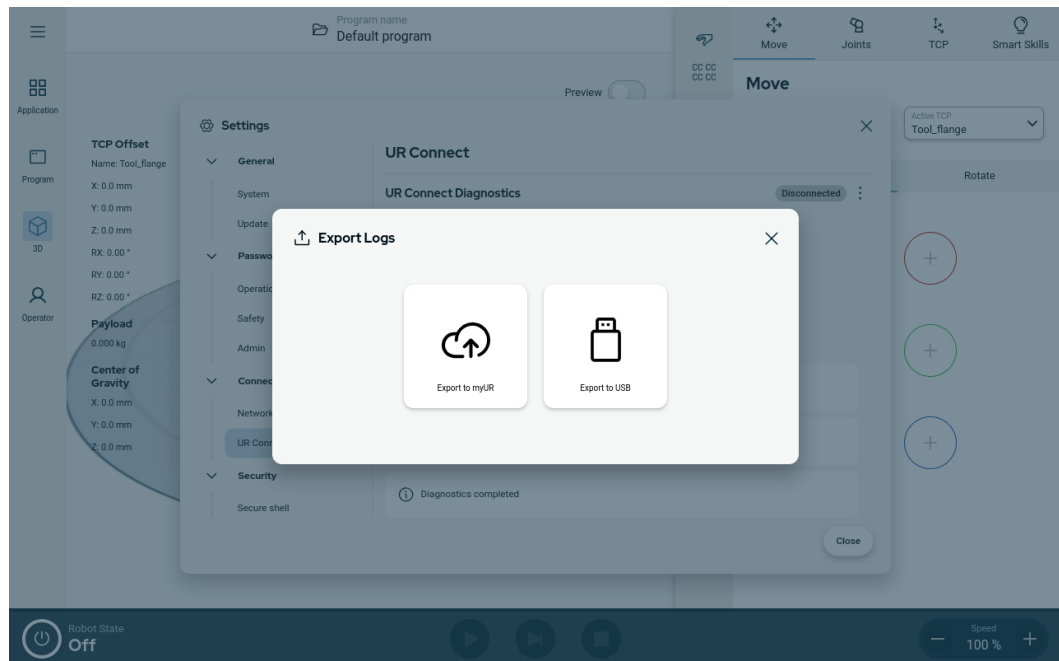 Program name
Default program
Application
Program
3D
Operator
Preview
TCP Offset
Name: Tool_flange
X: 0.0 mm
Y: 0.0 mm
Z: 0.0 mm
RX: 0.00 °
RY: 0.00 °
RZ: 0.00 °
Payload
0.000 kg
Center of
Gravity
X: 0.0 mm
Y: 0.0 mm
Z: 0.0 mm
Settings
General
System
Update
Passwo
Operatio
Safety
Admin
Connec
Network
UR Conn
Security
Secure shell
UR Connect
UR Connect Diagnostics
Disconnected
Export Logs
Export to myUR
Export to USB
Diagnostics completed
Close
CC CC
CC CC
Move
Joints
TCP
Smart Skills
Move
Active TCP
Tool_flange
Rotate
Robot State
Off
Speed
100 %